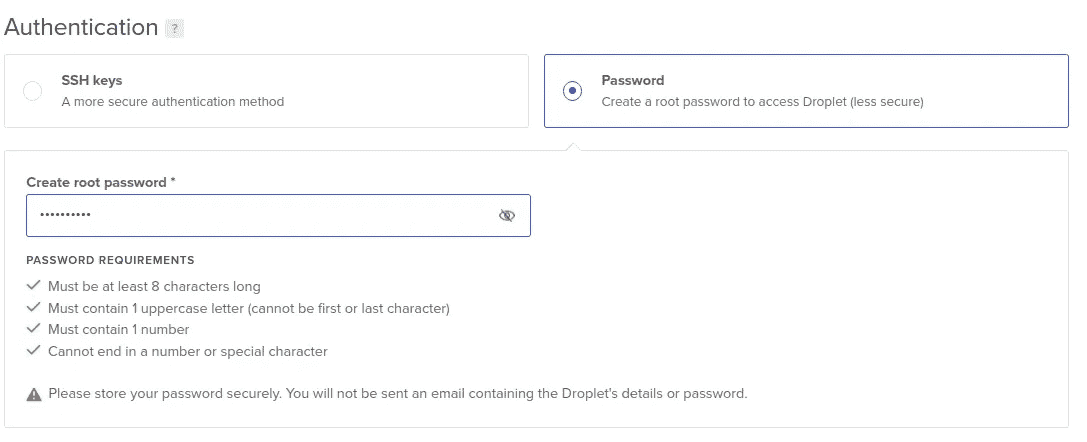 Authentication ?
SSH keys
A more secure authentication method
Password
Create a root password to access Droplet (less secure)
Create root password *
••••••••••
PASSWORD REQUIREMENTS
Must be at least 8 characters long
Must contain 1 uppercase letter (cannot be first or last character)
Must contain 1 number
Cannot end in a number or special character
Please store your password securely. You will not be sent an email containing the Droplet's details or password.